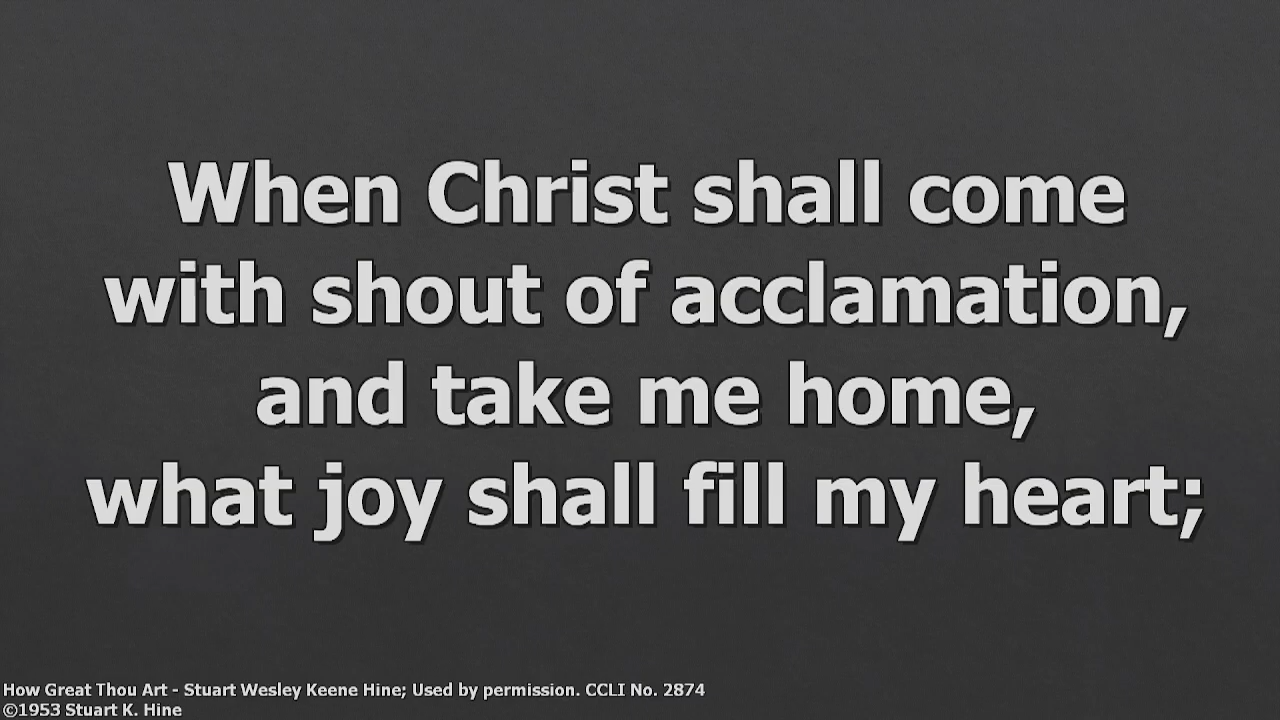 When Christ shall come
with shout of acclamation,
and take me home,
what joy shall fill my heart;
How Great Thou Art - Stuart Wesley Keene Hine; Used by permission. CCLI No. 2874
©1953 Stuart K. Hine